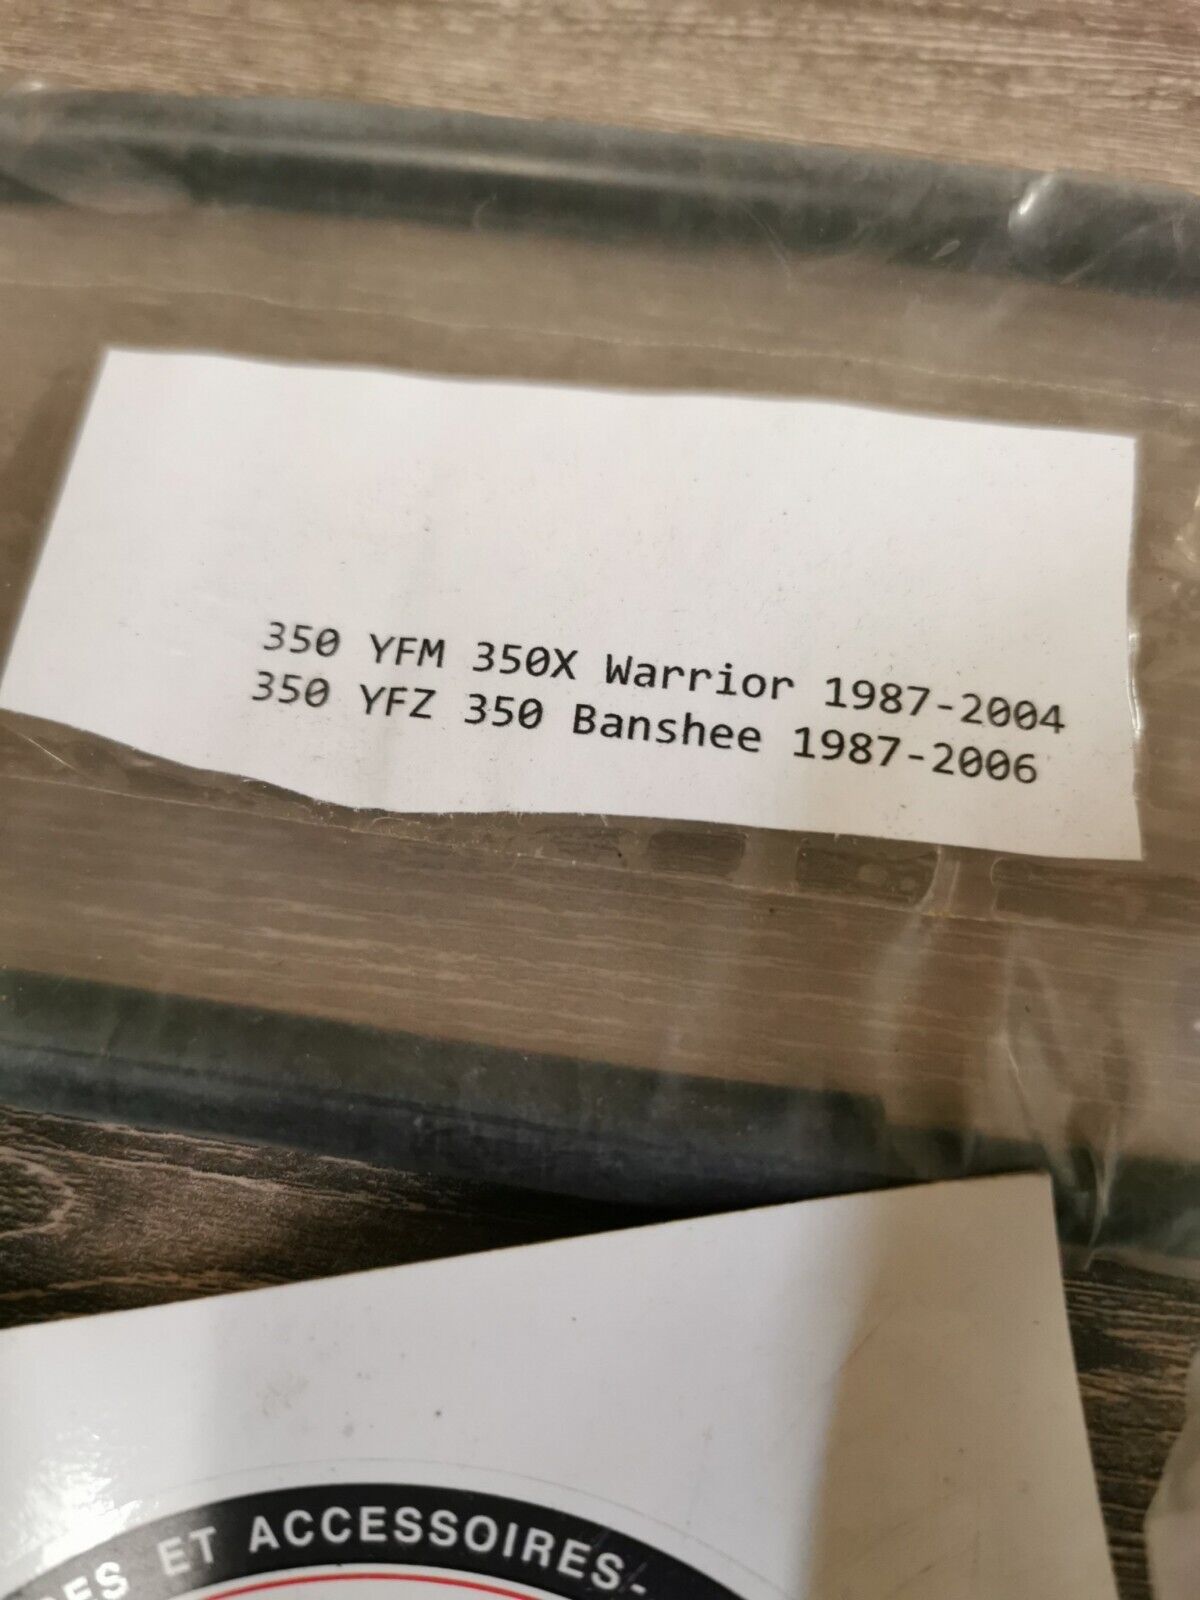 350 YFM 350X Warrior 1987-2004
350 YFZ 350 Banshee 1987-2006
ET ACCESSOIRES-